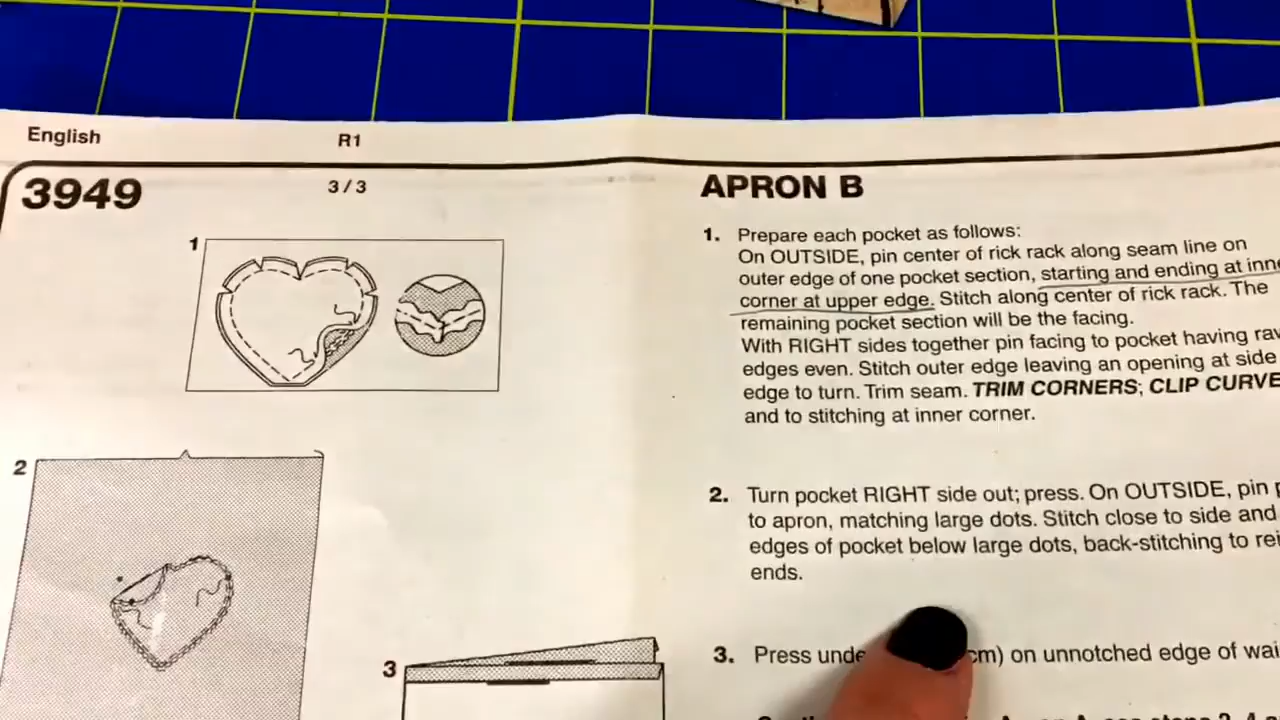 English
R1
3949
3 / 3
1
2
3
APRON B
1. Prepare each pocket as follows:
On OUTSIDE, pin center of rick rack along seam line on
outer edge of one pocket section, starting and ending at
corner at upper edge. Stitch along center of rick rack. The
remaining pocket section will be the facing.
With RIGHT sides together pin facing to pocket having
edges even. Stitch outer edge leaving an opening at side
edge to turn. Trim seam. TRIM CORNERS; CLIP
and to stitching at inner corner.
2. Turn pocket RIGHT side out; press. On OUTSIDE, pin
to apron, matching large dots. Stitch close to side and
edges of pocket below large dots, back-stitching to
ends.
3. Press cm) on unnotched edge of